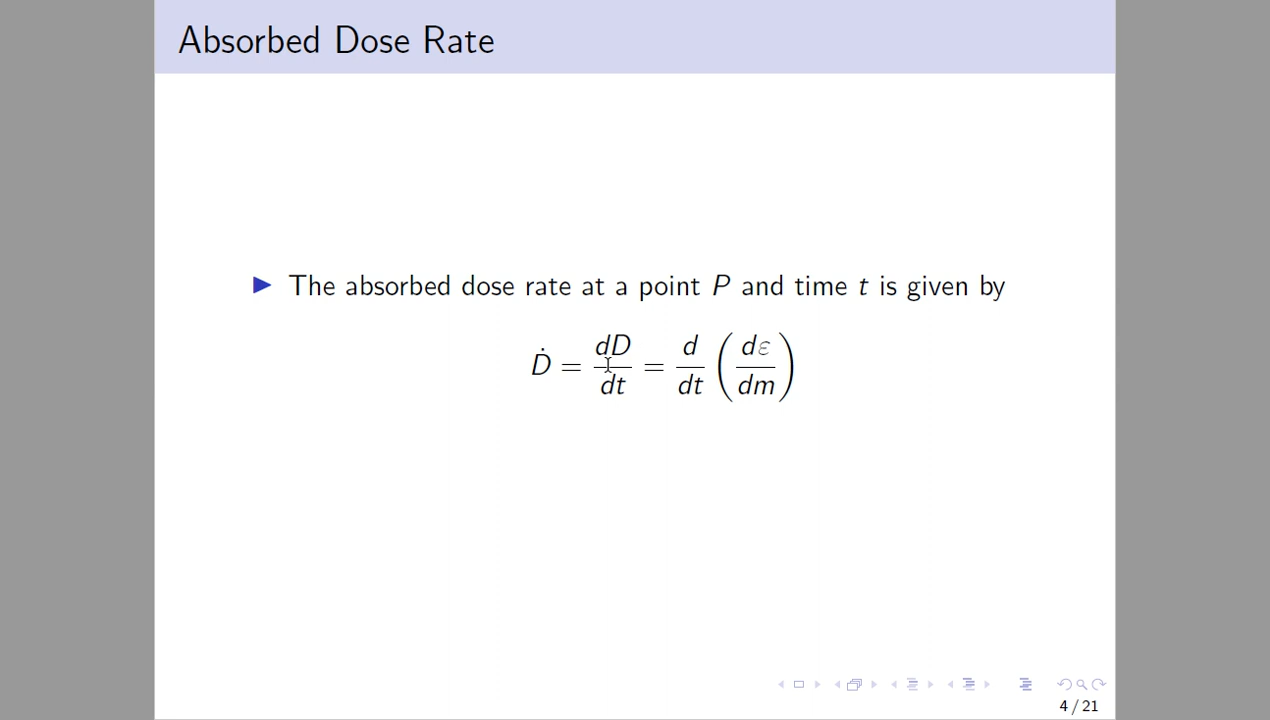 Absorbed Dose Rate
▶ The absorbed dose rate at a point P and time t is given by
Ḋ = dD/dt = d/dt (dε/dm)
4 / 21